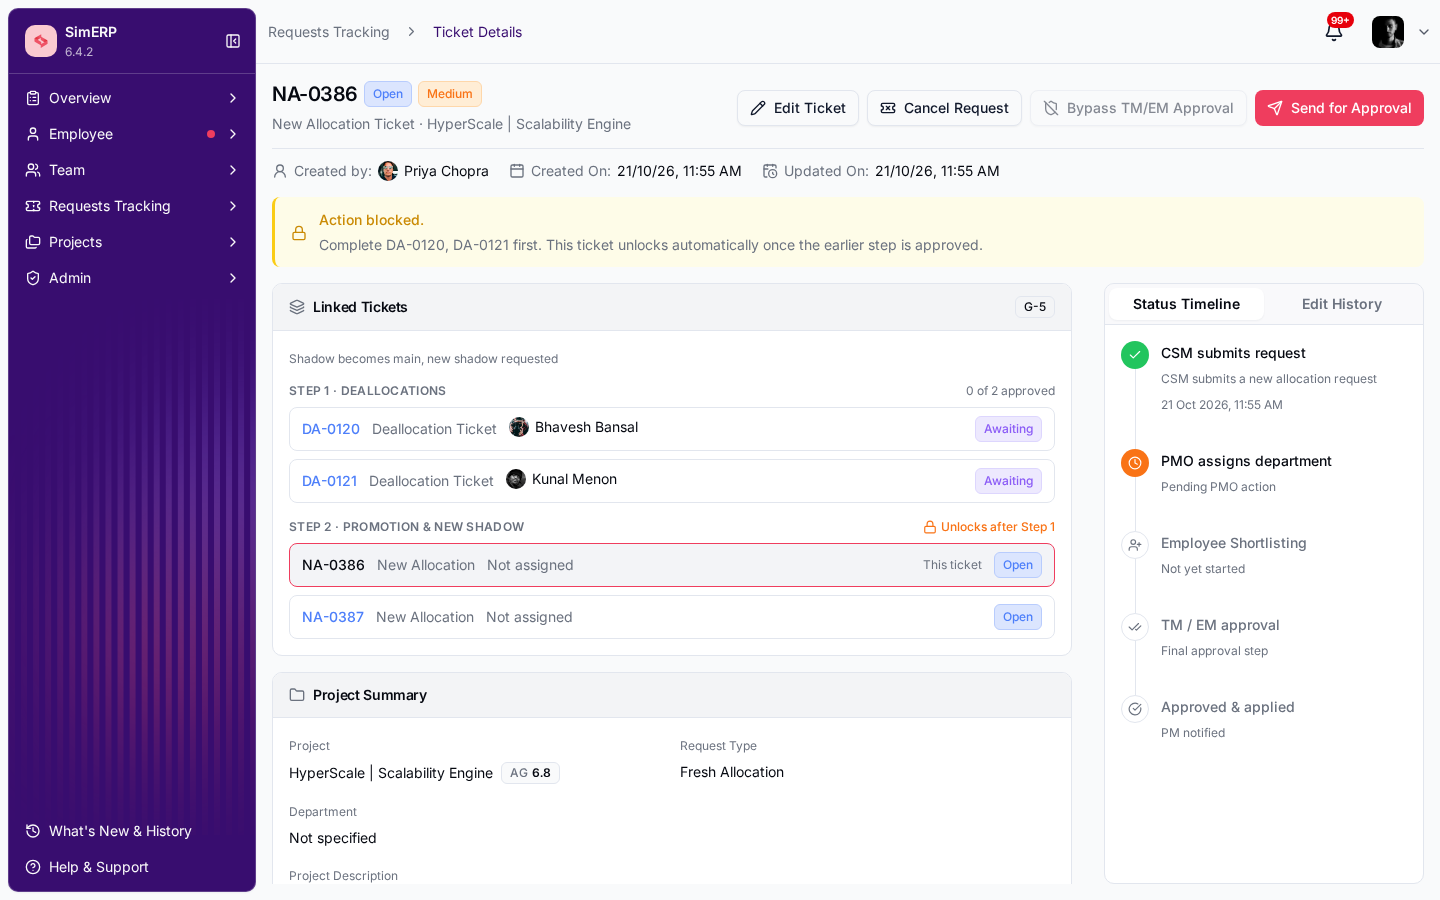 SimERP
6.4.2
Overview
Employee
Team
Requests Tracking
Projects
Admin
What's New & History
Help & Support
Requests Tracking
Ticket Details
99+
NA-0386
Open
Medium
New Allocation Ticket · HyperScale | Scalability Engine
Edit Ticket
Cancel Request
Bypass TM/EM Approval
Send for Approval
Created by: Priya Chopra
Created On: 21/10/26, 11:55 AM
Updated On: 21/10/26, 11:55 AM
Action blocked.
Complete DA-0120, DA-0121 first. This ticket unlocks automatically once the earlier step is approved.
Linked Tickets
G-5
Shadow becomes main, new shadow requested
STEP 1 · DEALLOCATIONS
0 of 2 approved
DA-0120 Deallocation Ticket Bhavesh Bansal Awaiting
DA-0121 Deallocation Ticket Kunal Menon Awaiting
STEP 2 · PROMOTION & NEW SHADOW
Unlocks after Step 1
NA-0386 New Allocation Not assigned This ticket Open
NA-0387 New Allocation Not assigned Open
Project Summary
Project
HyperScale | Scalability Engine AG 6.8
Request Type
Fresh Allocation
Department
Not specified
Project Description
Status Timeline
Edit History
CSM submits request
CSM submits a new allocation request
21 Oct 2026, 11:55 AM
PMO assigns department
Pending PMO action
Employee Shortlisting
Not yet started
TM / EM approval
Final approval step
Approved & applied
PM notified